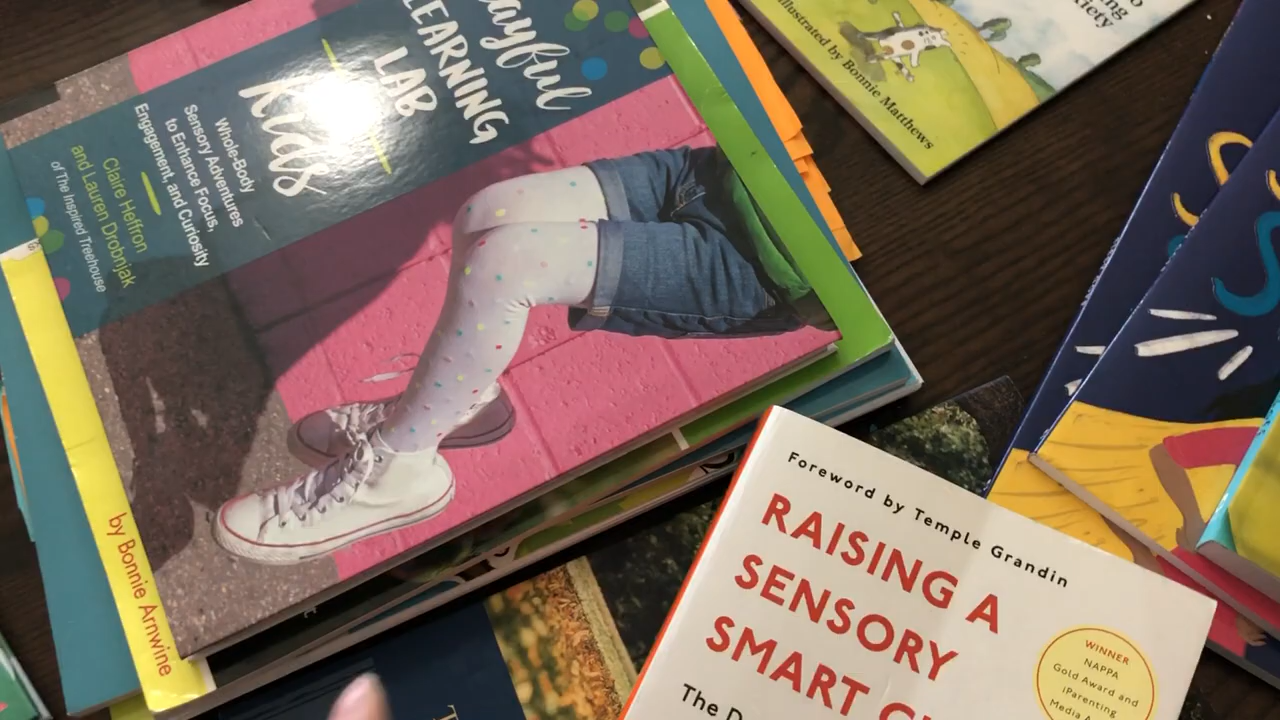 LEARNING
LAB
Kids
Whole-Body
Sensory Adventures
to Enhance Focus,
Engagement, and Curiosity
Claire Heffron
and Lauren Drobnjak
of The Inspired Treehouse
by Bonnie Arnwine
Illustrated by Bonnie Matthews
Foreword by Temple Grandin
RAISING A
SENSORY
SMART
The
WINNER
NAPPA
Gold Award and
iParenting
Media